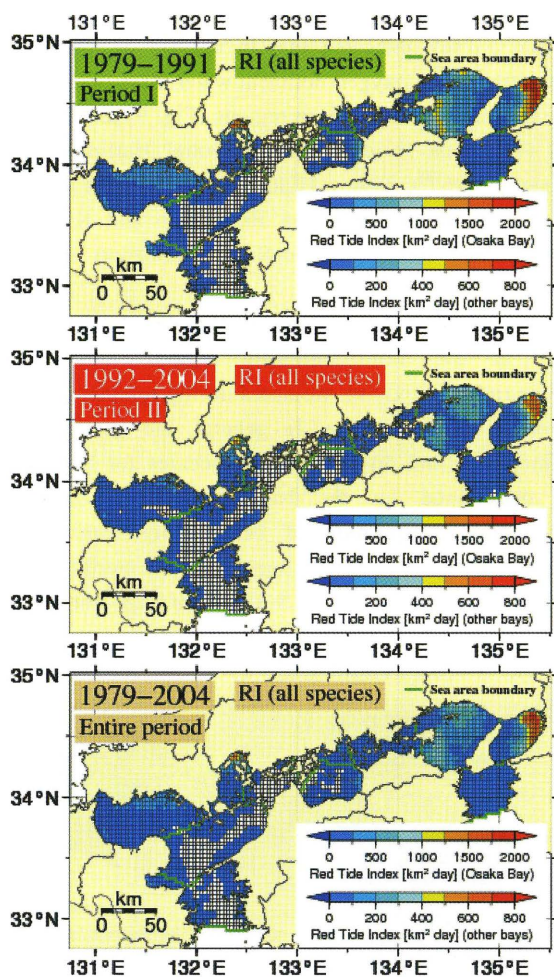 35°N
1979–1991 RI (all species) Sea area boundary
Period I
34°N
0 500 1000 1500 2000
Red Tide Index [km² day] (Osaka Bay)
km
0 50
0 200 400 600 800
Red Tide Index [km² day] (other bays)
33°N
131°E 132°E 133°E 134°E 135°E
35°N
1992–2004 RI (all species) Sea area boundary
Period II
34°N
0 500 1000 1500 2000
Red Tide Index [km² day] (Osaka Bay)
km
0 50
0 200 400 600 800
Red Tide Index [km² day] (other bays)
33°N
131°E 132°E 133°E 134°E 135°E
35°N
1979–2004 RI (all species) Sea area boundary
Entire period
34°N
0 500 1000 1500 2000
Red Tide Index [km² day] (Osaka Bay)
km
0 50
0 200 400 600 800
Red Tide Index [km² day] (other bays)
33°N
131°E 132°E 133°E 134°E 135°E